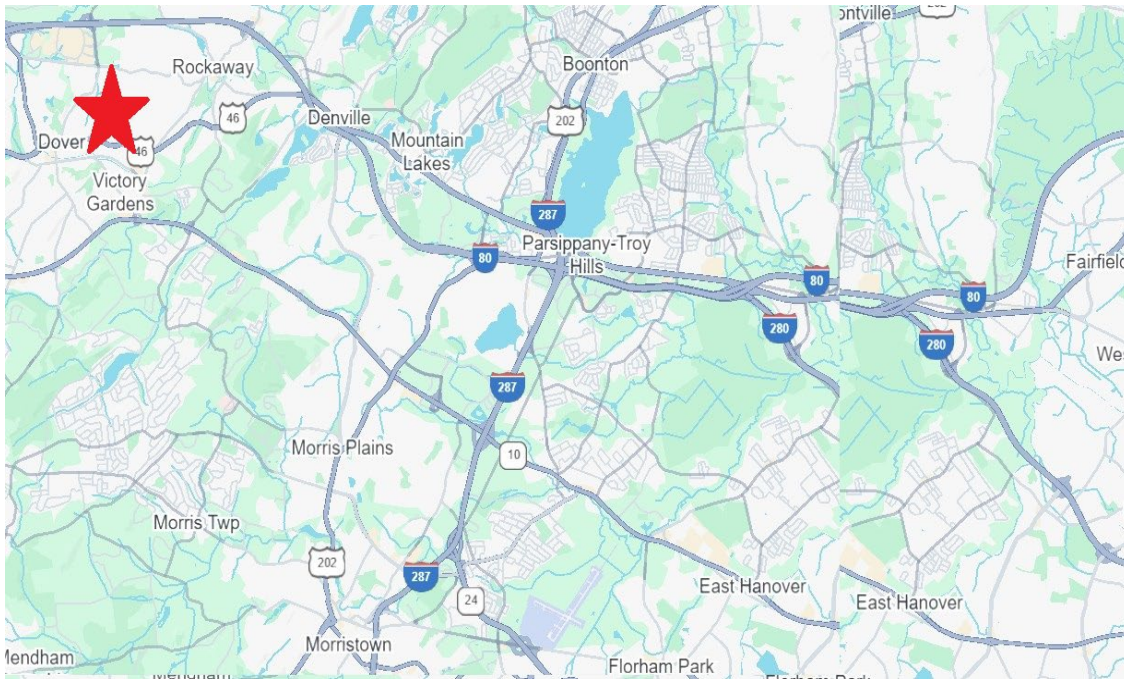 202
ontville
Rockaway
Boonton
46
Denville
202
Dover
46
Mountain
Lakes
Victory
Gardens
287
Parsippany-Troy
Hills
80
Fairfield
80
80
280
280
287
Morris Plains
10
Morris Twp
202
287
24
East Hanover
East Hanover
Morristown
Mendham
Florham Park